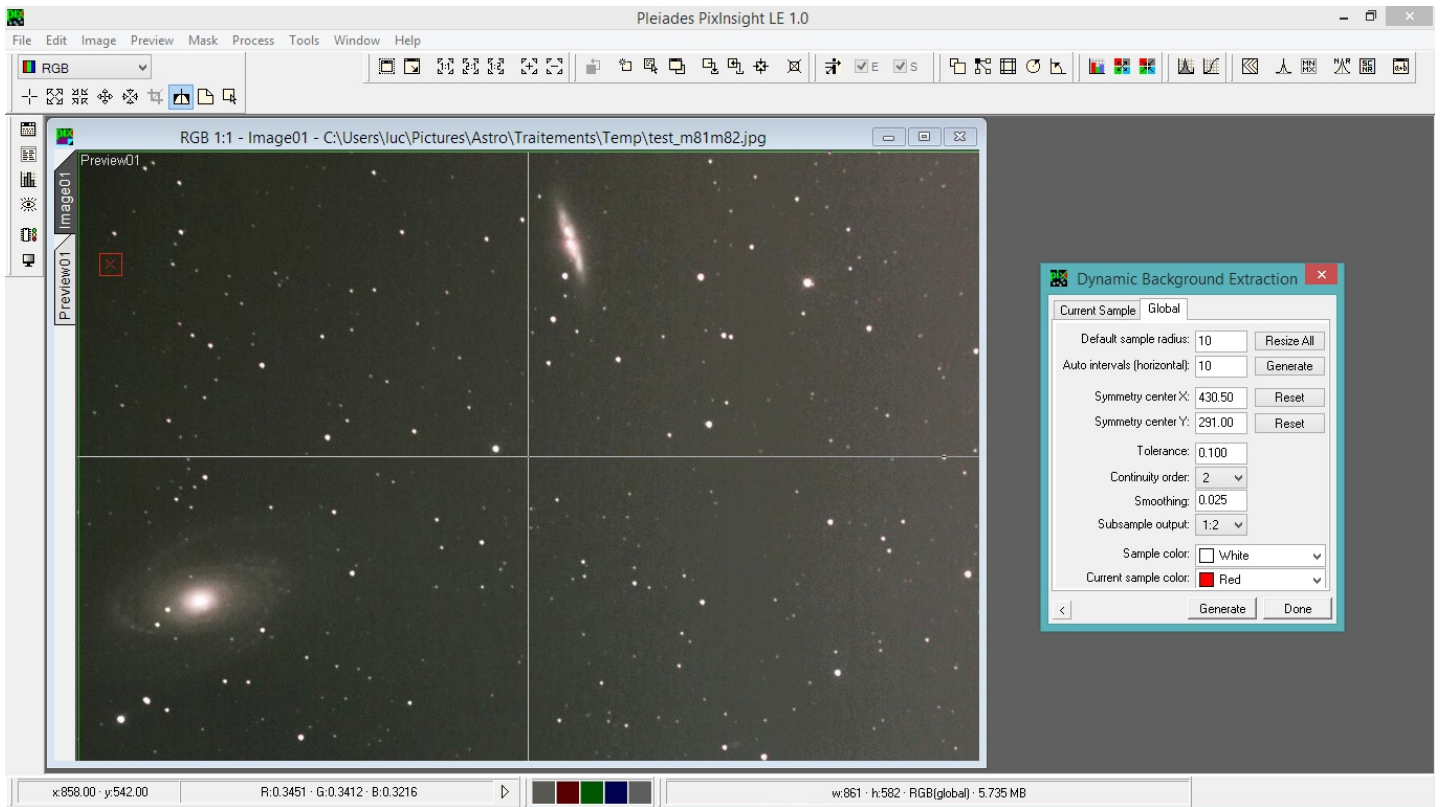 Pleiades PixInsight LE 1.0
File Edit Image Preview Mask Process Tools Window Help
RGB
E S
RGB 1:1 - Image01 - C:\Users\luc\Pictures\Astro\Traitements\Temp\test_m81m82.jpg
Preview01
Image01
Preview01
Dynamic Background Extraction
Current Sample Global
Default sample radius: 10 Resize All
Auto intervals (horizontal): 10 Generate
Symmetry center X: 430.50 Reset
Symmetry center Y: 291.00 Reset
Tolerance: 0.100
Continuity order: 2
Smoothing: 0.025
Subsample output: 1:2
Sample color: White
Current sample color: Red
< Generate Done
x:858.00 · y:542.00 R:0.3451 · G:0.3412 · B:0.3216 w:861 · h:582 · RGB(global) · 5.735 MB